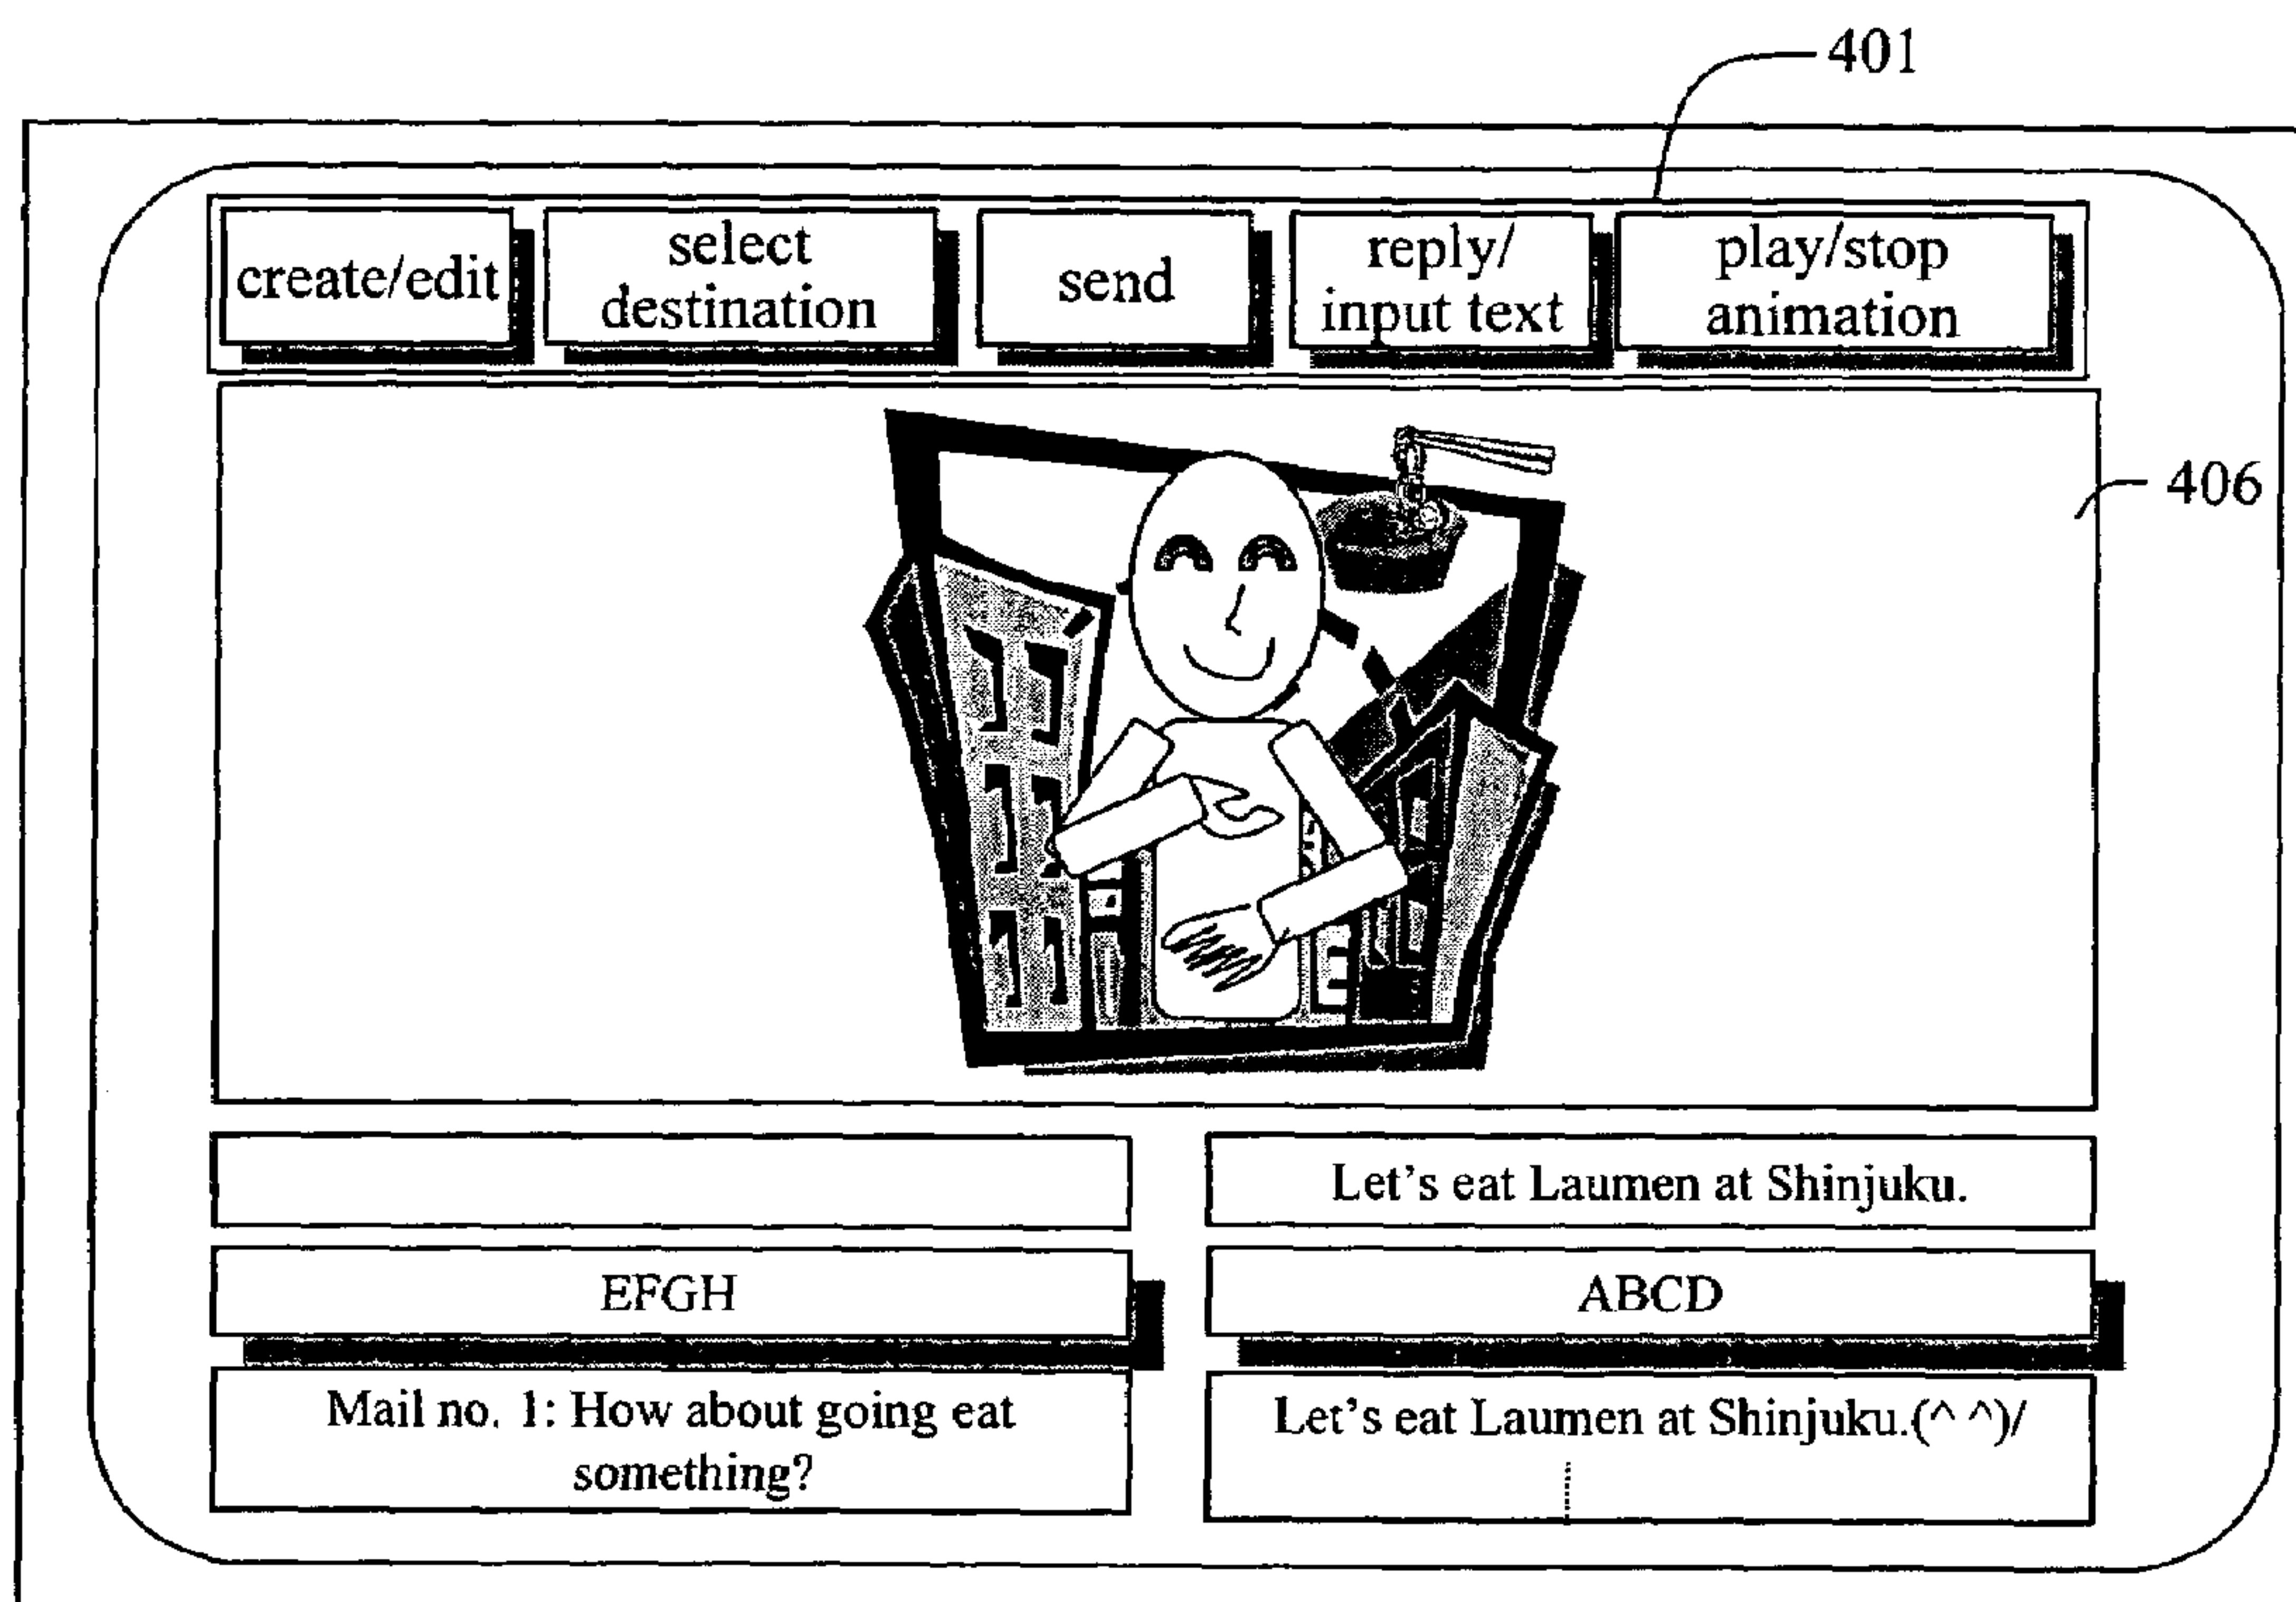 401
create/edit
select
destination
send
reply/
input text
play/stop
animation
406
Let's eat Laumen at Shinjuku.
EFGH
ABCD
Mail no. 1: How about going eat
something?
Let's eat Laumen at Shinjuku.(^ ^)/